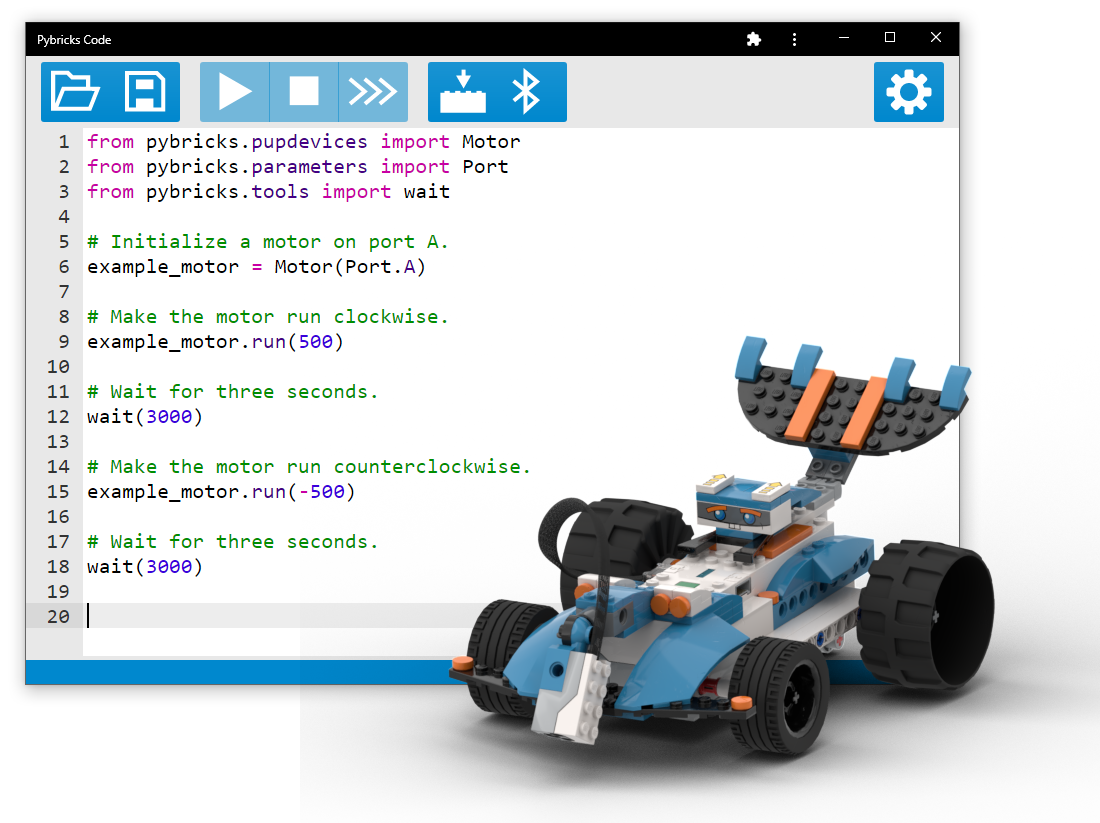 Pybricks Code
1 from pybricks.pupdevices import Motor
2 from pybricks.parameters import Port
3 from pybricks.tools import wait
4
5 # Initialize a motor on port A.
6 example_motor = Motor(Port.A)
7
8 # Make the motor run clockwise.
9 example_motor.run(500)
10
11 # Wait for three seconds.
12 wait(3000)
13
14 # Make the motor run counterclockwise.
15 example_motor.run(-500)
16
17 # Wait for three seconds.
18 wait(3000)
19
20